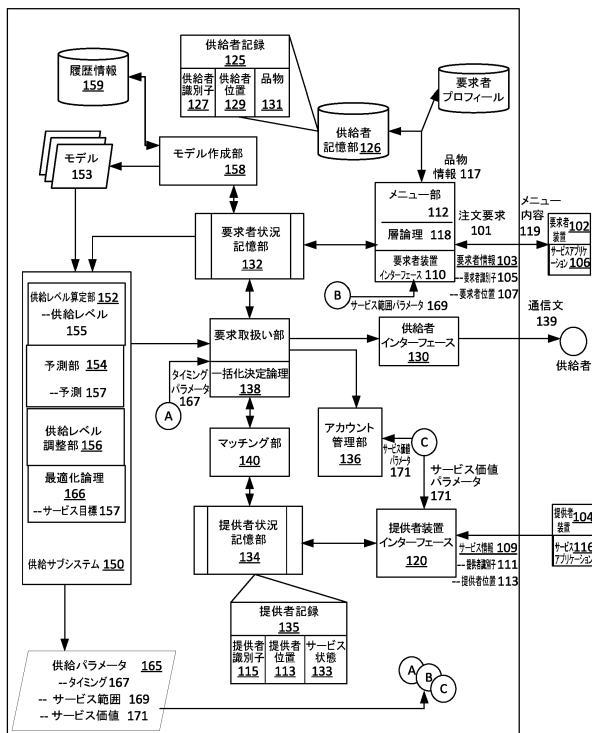 供給者記録
125
供給者
識別子
127
供給者
位置
129
品物
131
履歴情報
159
供給者
記憶部 126
要求者
プロフィール
モデル
153
モデル作成部
158
品物
情報 117
メニュー部
112
層論理 118
要求者装置
インターフェース 110
注文要求
101
メニュー
内容
119
要求者 102
装置
サービスアプリケ
ーション 106
要求者情報 103
--要求者識別子 105
--要求者位置 107
要求者状況
記憶部
132
B
サービス範囲パラメータ 169
供給レベル算定部 152
--供給レベル
155
予測部 154
--予測 157
供給レベル
調整部 156
最適化論理
166
--サービス目標 157
供給サブシステム 150
要求取扱い部
一括化決定論理
138
タイミング
パラメータ
167
A
供給者
インターフェース
130
通信文
139
供給者
マッチング部
140
アカウント
管理部
136
サービス価値
パラメータ
171
C
サービス価値
パラメータ
171
提供者状況
記憶部
134
提供者装置
インターフェース
120
提供者 104
装置
サービス 116
アプリケーション
サービス情報 109
--提供者識別子 111
--提供者位置 113
提供者記録
135
提供者
識別子
115
提供者
位置
113
サービス
状態
133
供給パラメータ 165
--タイミング 167
-- サービス範囲 169
-- サービス価値 171
A
B
C